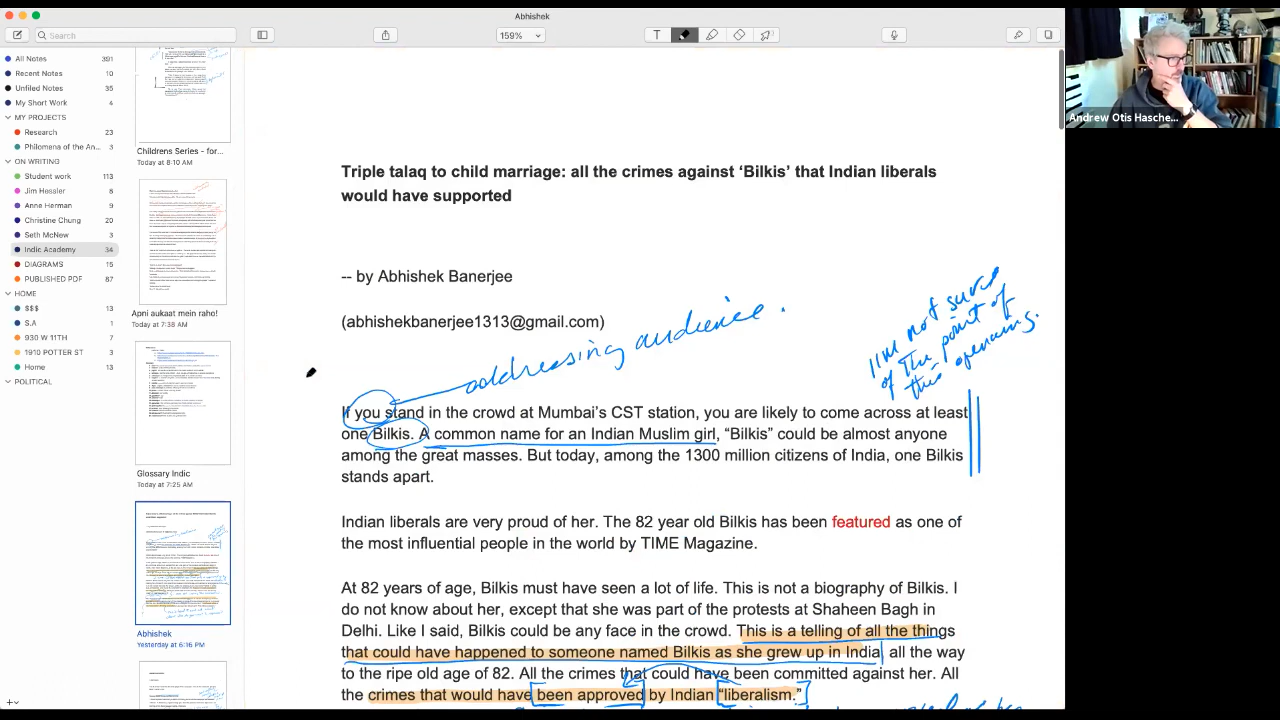 Abhishek
Search
159%
T
All Notes 391
Recent Notes 10
Unfiled Notes 35
My Short Work 6
MY PROJECTS
Research 23
Philomena of the An...
ON WRITING
Student work 113
Jim Hessler 6
Anne Herman 9
Christine Chung 20
Seth McNew 3
Indic Academy 34
DIAGRAMS 15
PUBLISHED PDF 87
HOME
$$$ 13
S.A 1
930 W 11TH 7
1910 POTTER ST
Home 13
POLITICAL
Childrens Series - for...
Today at 8:10 AM
Apni aukaat mein raho!
Today at 7:38 AM
Glossary Indic
Today at 7:25 AM
Abhishek
Yesterday at 6:16 PM
Triple talaq to child marriage: all the crimes against ‘Bilkis’ that Indian liberals
would have supported
-- by Abhishek Banerjee
(abhishekbanerjee1313@gmail.com)
addressing audience.
I'm not sure
of the point of
this opening.
If you stand in the crowd at Mumbai’s CST station, you are likely to come across at least
one Bilkis. A common name for an Indian Muslim girl, “Bilkis” could be almost anyone
among the great masses. But today, among the 1300 million citizens of India, one Bilkis
stands apart.
Indian liberals are very proud of her. The 82 year old Bilkis has been featured as one of
the most influential people in the world by TIME Magazine.
At 82 years of age, Bilkis must have seen a lot of life. This is not a biography of Bilkis. I
do not know about her, except that she was part of the protests at Shaheen Bagh in
Delhi. Like I said, Bilkis could be any face in the crowd. This is a telling of all the things
that could have happened to someone named Bilkis as she grew up in India, all the way
to the ripe old age of 82. All the crimes that could have been committed against her. All
the crimes that would have been approved by Indian “liberaism.”
Andrew Otis Hasche...